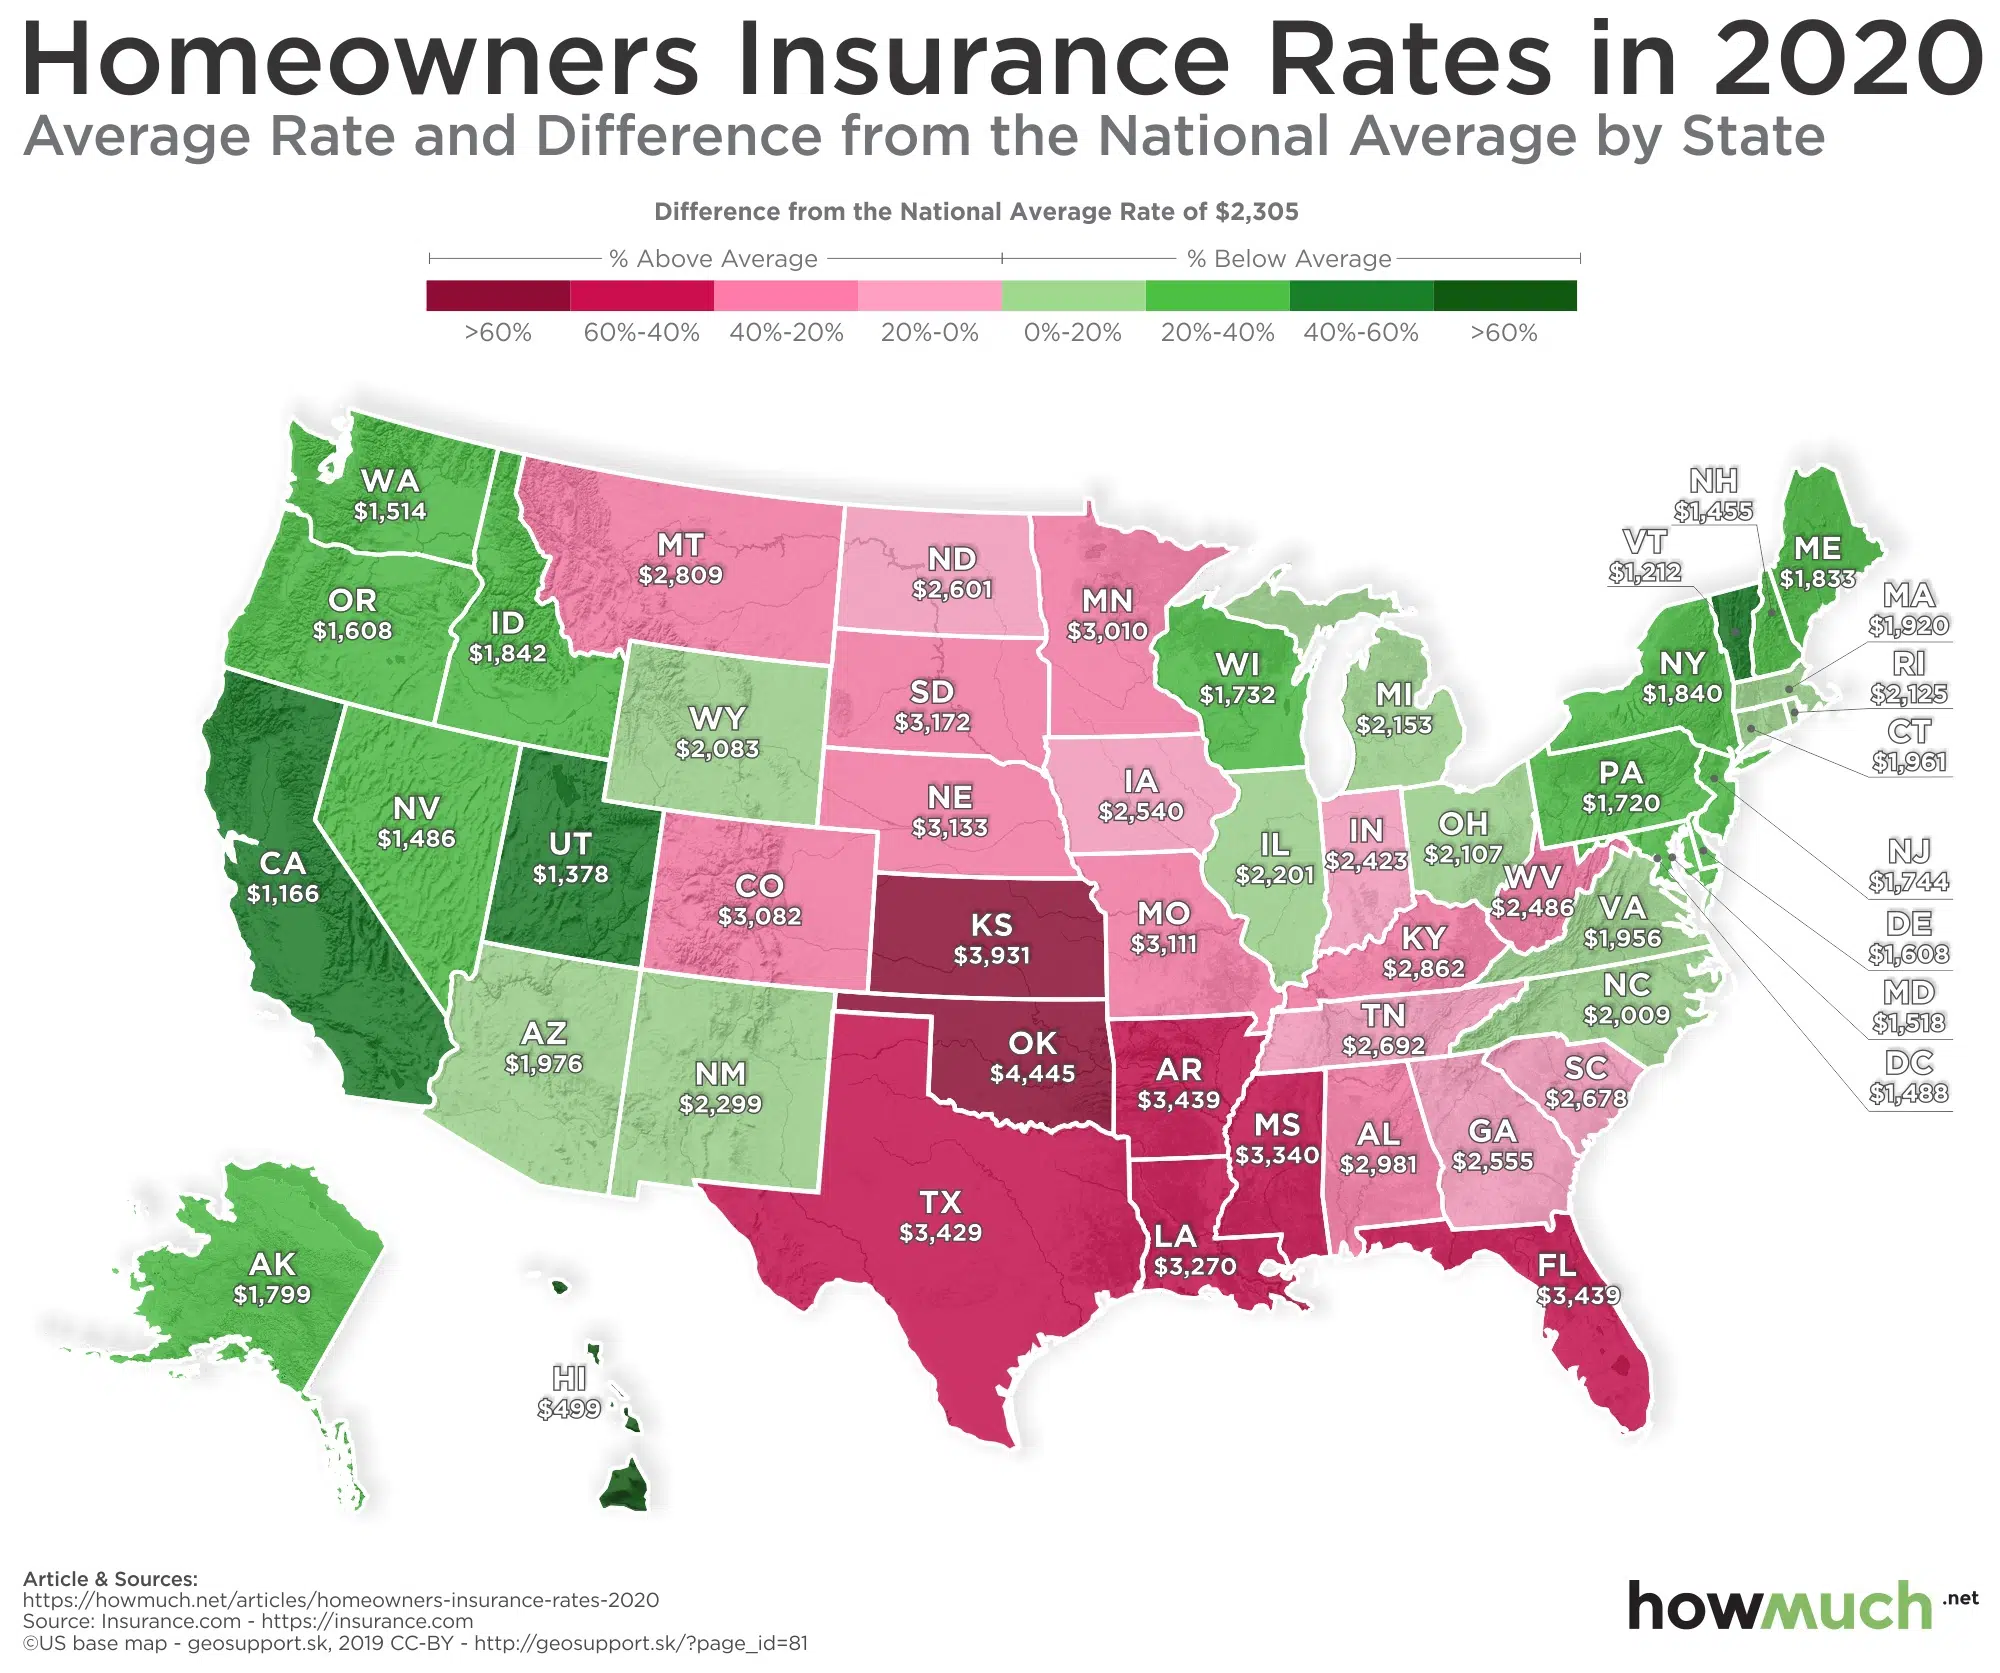 Homeowners Insurance Rates in 2020
Average Rate and Difference from the National Average by State
Difference from the National Average Rate of $2,305
% Above Average
% Below Average
>60%
60%-40%
40%-20%
20%-0%
0%-20%
20%-40%
40%-60%
>60%
WA
$1,514
OR
$1,608
ID
$1,842
MT
$2,809
ND
$2,601
MN
$3,010
SD
$3,172
WY
$2,083
NE
$3,133
IA
$2,540
WI
$1,732
MI
$2,153
NH
$1,455
VT
$1,212
ME
$1,833
MA
$1,920
RI
$2,125
CT
$1,961
NY
$1,840
PA
$1,720
NJ
$1,744
DE
$1,608
MD
$1,518
DC
$1,488
CA
$1,166
NV
$1,486
UT
$1,378
CO
$3,082
KS
$3,931
MO
$3,111
IL
$2,201
IN
$2,423
OH
$2,107
WV
$2,486
VA
$1,956
KY
$2,862
NC
$2,009
TN
$2,692
SC
$2,678
AZ
$1,976
NM
$2,299
OK
$4,445
AR
$3,439
MS
$3,340
AL
$2,981
GA
$2,555
TX
$3,429
LA
$3,270
FL
$3,439
AK
$1,799
HI
$499
Article & Sources:
https://howmuch.net/articles/homeowners-insurance-rates-2020
Source: Insurance.com - https://insurance.com
©US base map - geosupport.sk, 2019 CC-BY - http://geosupport.sk/?page_id=81
howmuch.net